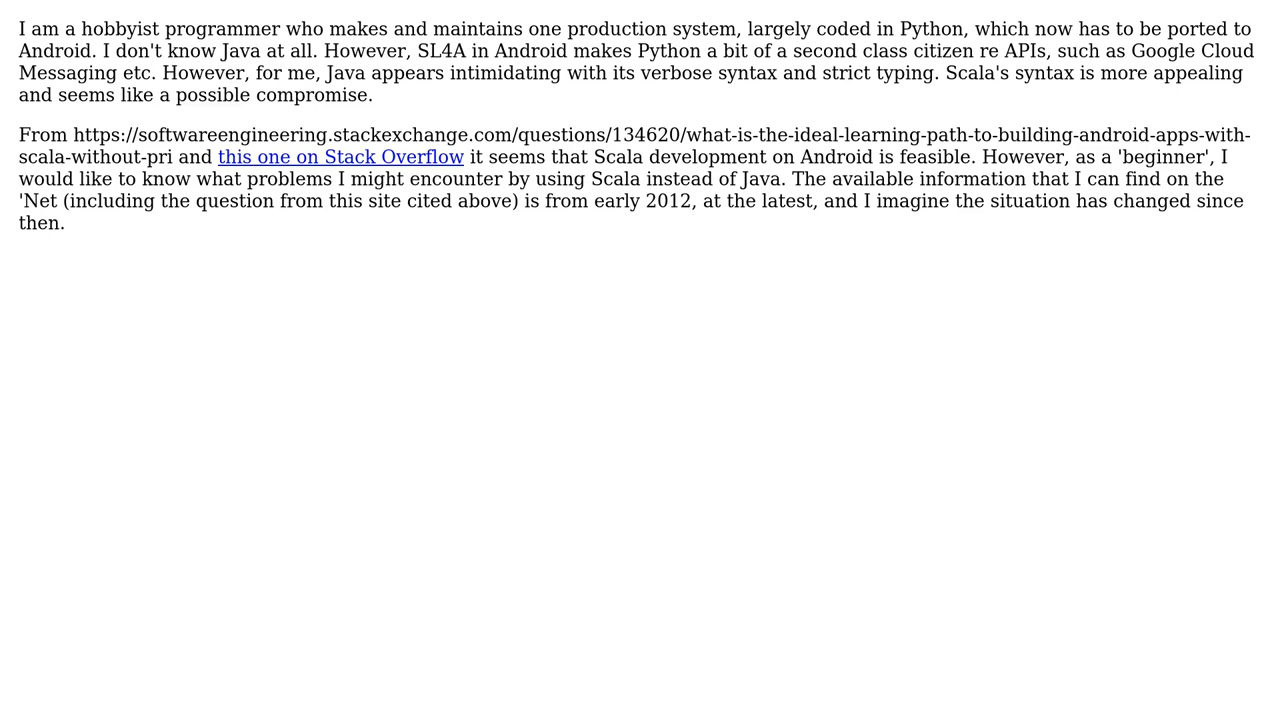 I am a hobbyist programmer who makes and maintains one production system, largely coded in Python, which now has to be ported to
Android. I don't know Java at all. However, SL4A in Android makes Python a bit of a second class citizen re APIs, such as Google Cloud
Messaging etc. However, for me, Java appears intimidating with its verbose syntax and strict typing. Scala's syntax is more appealing
and seems like a possible compromise.
From https://softwareengineering.stackexchange.com/questions/134620/what-is-the-ideal-learning-path-to-building-android-apps-with-
scala-without-pri and this one on Stack Overflow it seems that Scala development on Android is feasible. However, as a 'beginner', I
would like to know what problems I might encounter by using Scala instead of Java. The available information that I can find on the
'Net (including the question from this site cited above) is from early 2012, at the latest, and I imagine the situation has changed since
then.